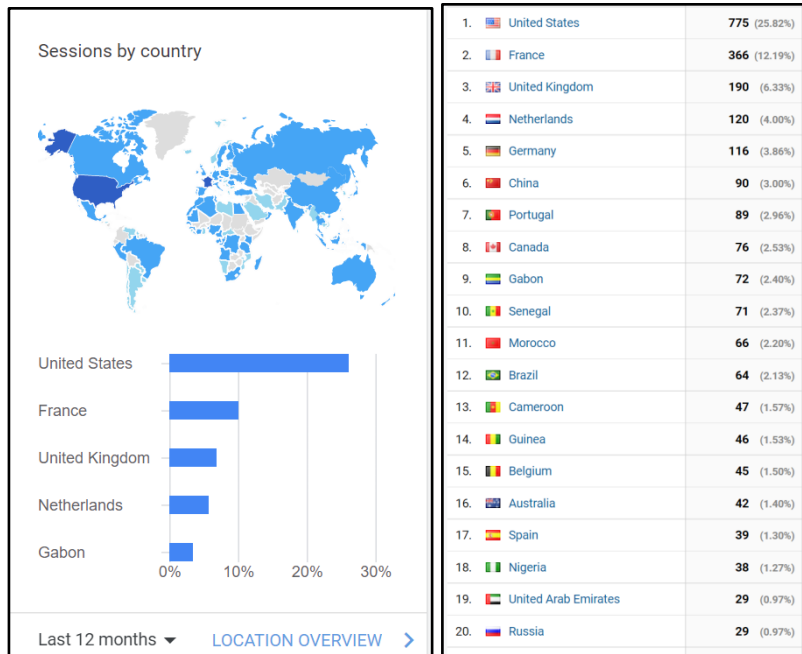 Sessions by country
United States
France
United Kingdom
Netherlands
Gabon
0% 10% 20% 30%
Last 12 months LOCATION OVERVIEW
1. United States 775 (25.82%)
2. France 366 (12.19%)
3. United Kingdom 190 (6.33%)
4. Netherlands 120 (4.00%)
5. Germany 116 (3.86%)
6. China 90 (3.00%)
7. Portugal 89 (2.96%)
8. Canada 76 (2.53%)
9. Gabon 72 (2.40%)
10. Senegal 71 (2.37%)
11. Morocco 66 (2.20%)
12. Brazil 64 (2.13%)
13. Cameroon 47 (1.57%)
14. Guinea 46 (1.53%)
15. Belgium 45 (1.50%)
16. Australia 42 (1.40%)
17. Spain 39 (1.30%)
18. Nigeria 38 (1.27%)
19. United Arab Emirates 29 (0.97%)
20. Russia 29 (0.97%)